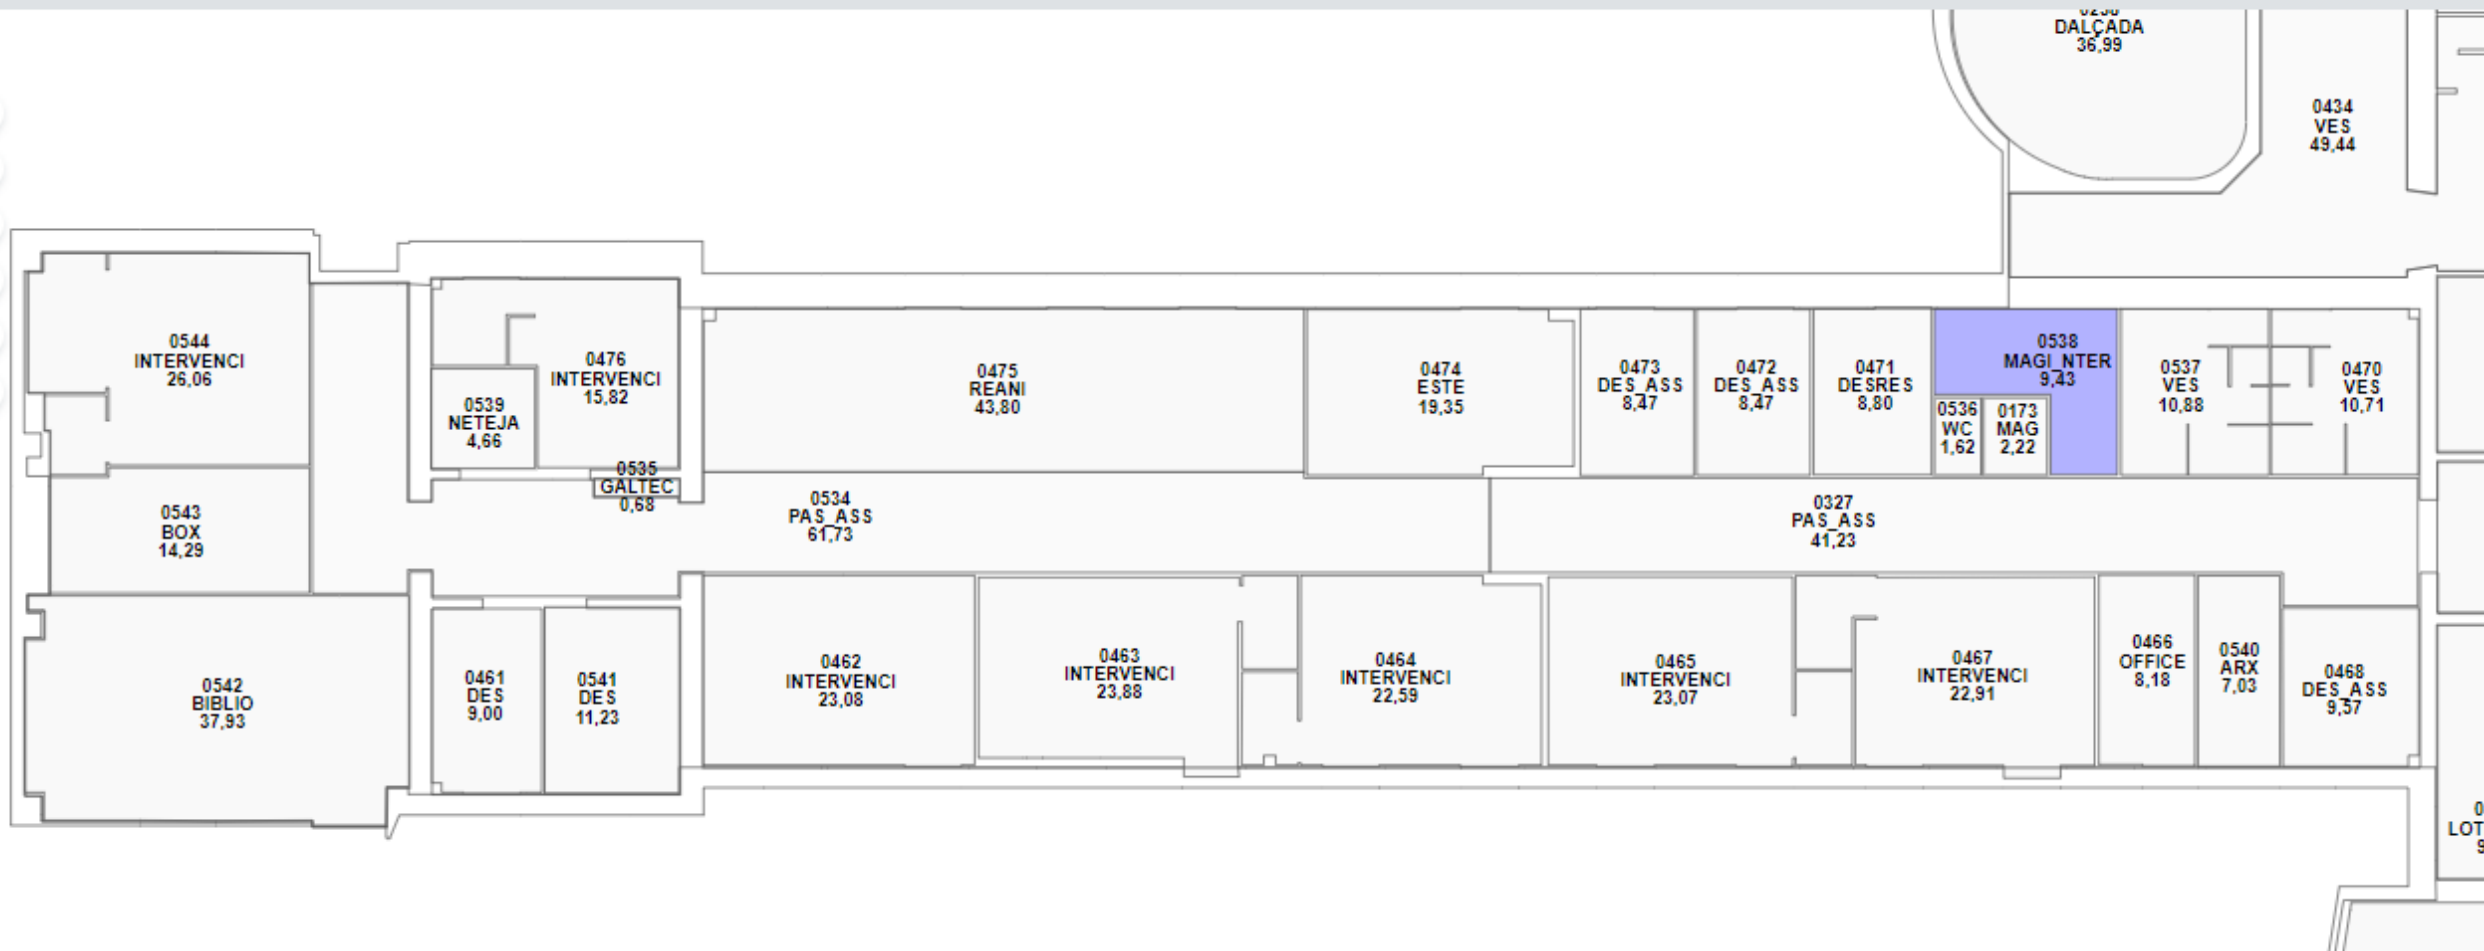 DALÇADA
36,99
0434
VES
49,44
0544
INTERVENCI
26,06
0476
INTERVENCI
15,82
0539
NETEJA
4,66
0535
GALTEC
0,68
0475
REANI
43,80
0474
ESTE
19,35
0473
DES_ASS
8,47
0472
DES_ASS
8,47
0471
DESRES
8,80
0538
MAGI_NTER
9,43
0536
WC
1,62
0173
MAG
2,22
0537
VES
10,88
0470
VES
10,71
0543
BOX
14,29
0534
PAS_ASS
61,73
0327
PAS_ASS
41,23
0542
BIBLIO
37,93
0461
DES
9,00
0541
DES
11,23
0462
INTERVENCI
23,08
0463
INTERVENCI
23,88
0464
INTERVENCI
22,59
0465
INTERVENCI
23,07
0467
INTERVENCI
22,91
0466
OFFICE
8,18
0540
ARX
7,03
0468
DES_ASS
9,57
LOT